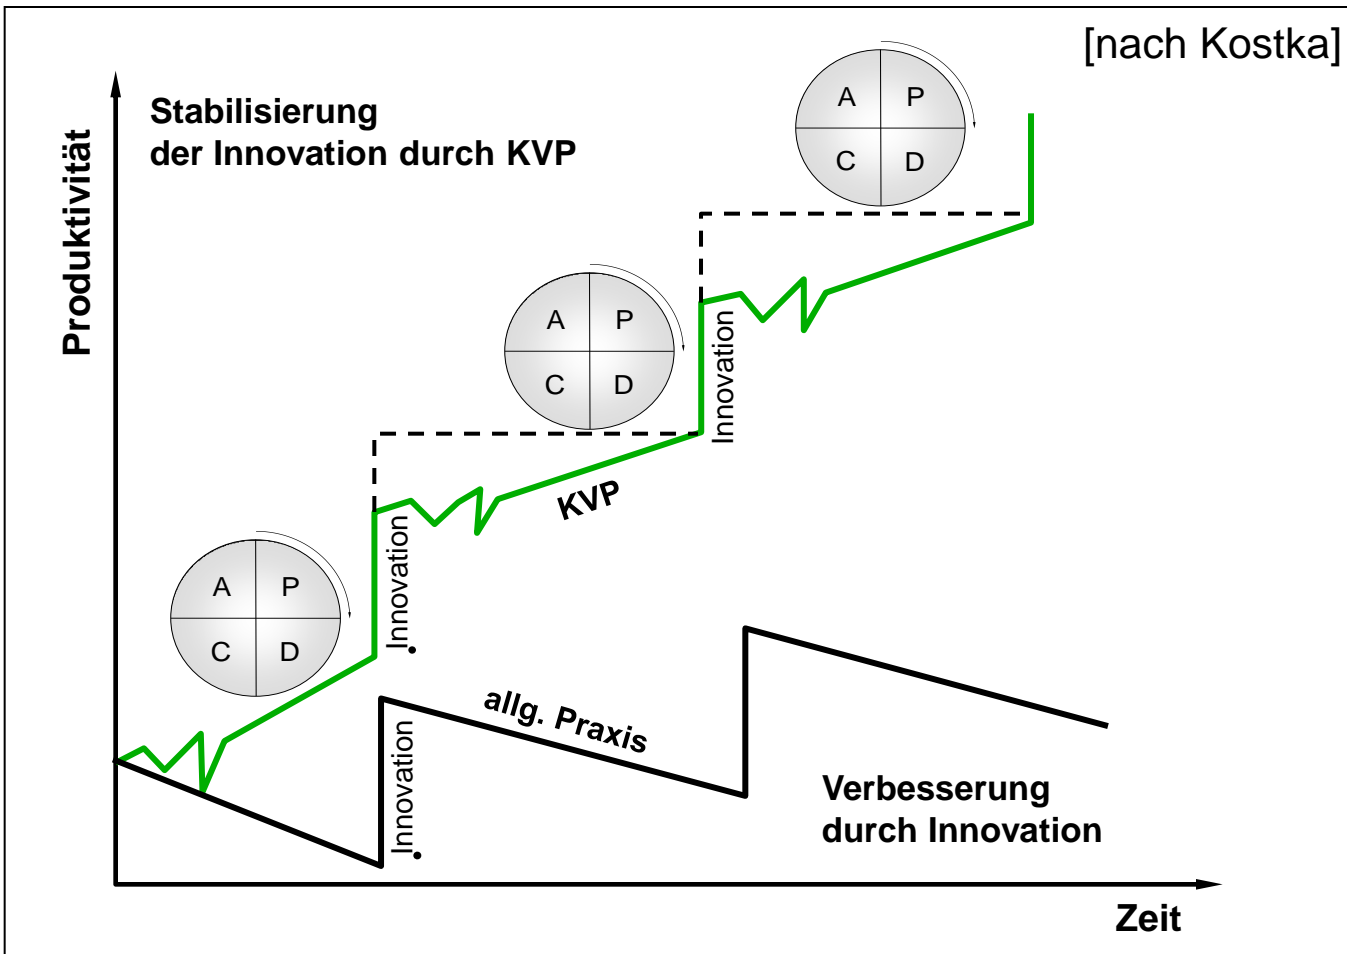 [nach Kostka]
Stabilisierung
der Innovation durch KVP
Produktivität
A P
C D
A P
C D
Innovation
KVP
A P
C D
Innovation
allg. Praxis
Innovation
Verbesserung
durch Innovation
Zeit